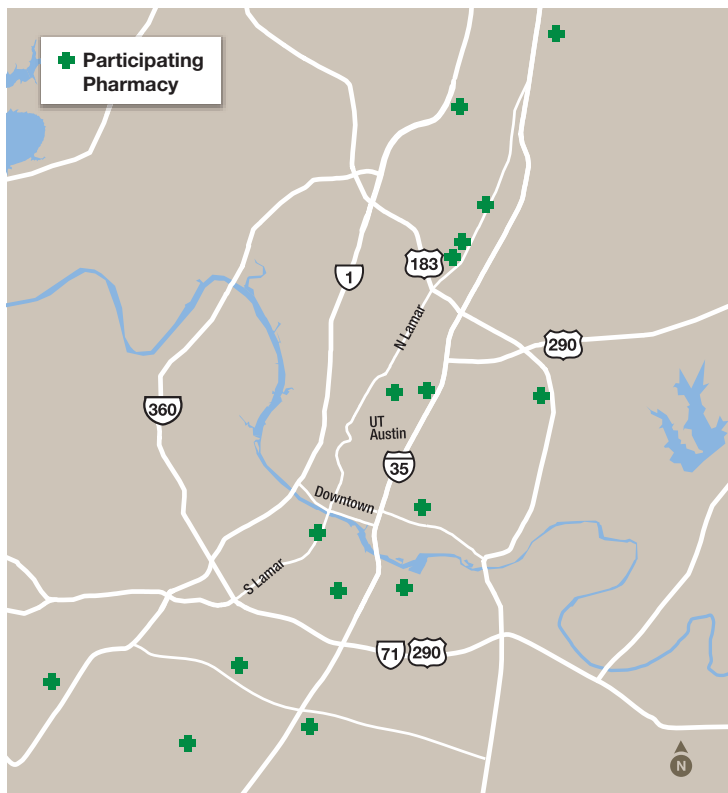 Participating
Pharmacy
183
1
N Lamar
290
360
UT
Austin
35
Downtown
S Lamar
71
290
N